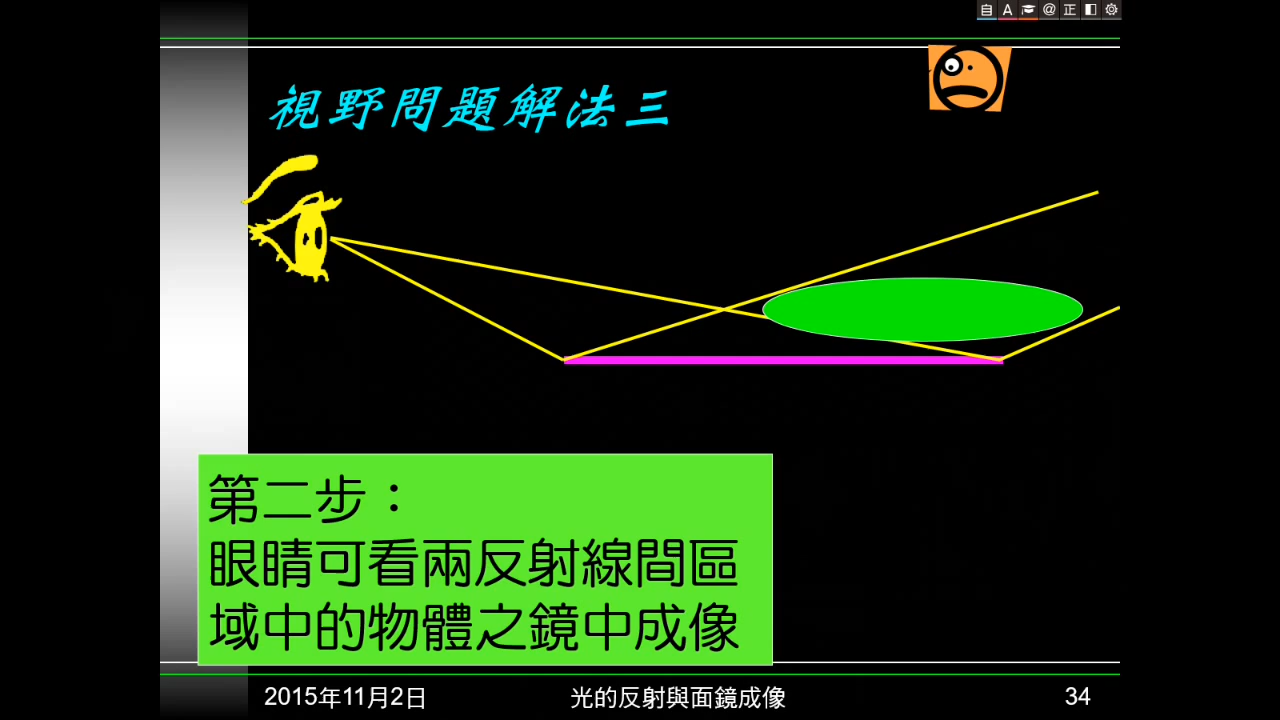 自 A @ 正
視野問題解法三
第二步：
眼睛可看兩反射線間區
域中的物體之鏡中成像
2015年11月2日 光的反射與面鏡成像 34